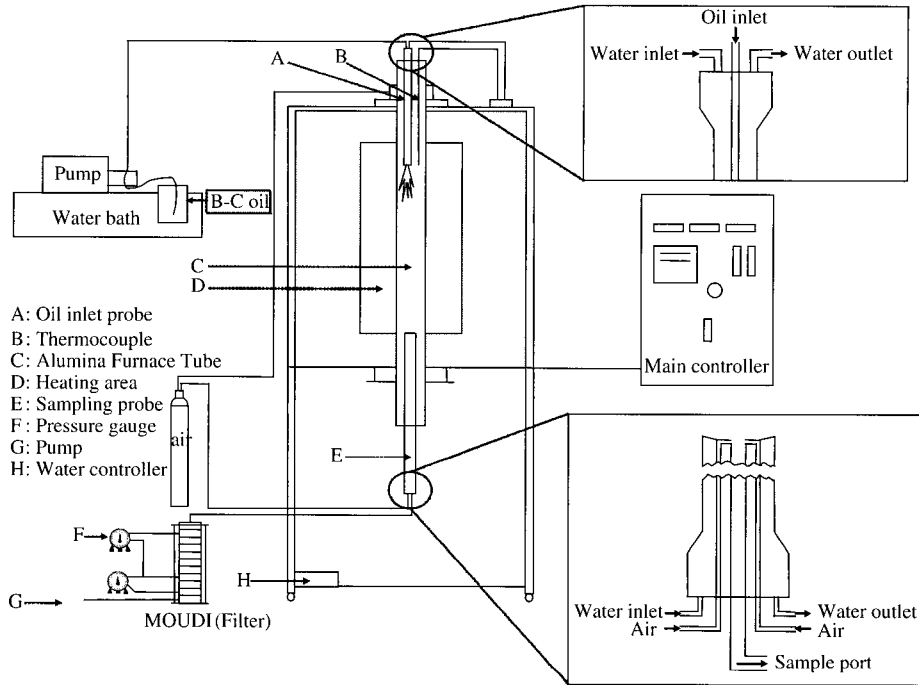 Oil inlet
Water inlet
Water outlet
A
B
Pump
B-C oil
Water bath
C
D
A: Oil inlet probe
B: Thermocouple
C: Alumina Furnace Tube
D: Heating area
E: Sampling probe
F: Pressure gauge
G: Pump
H: Water controller
air
Main controller
E
F
G
H
MOUDI (Filter)
Water inlet
Water outlet
Air
Air
Sample port